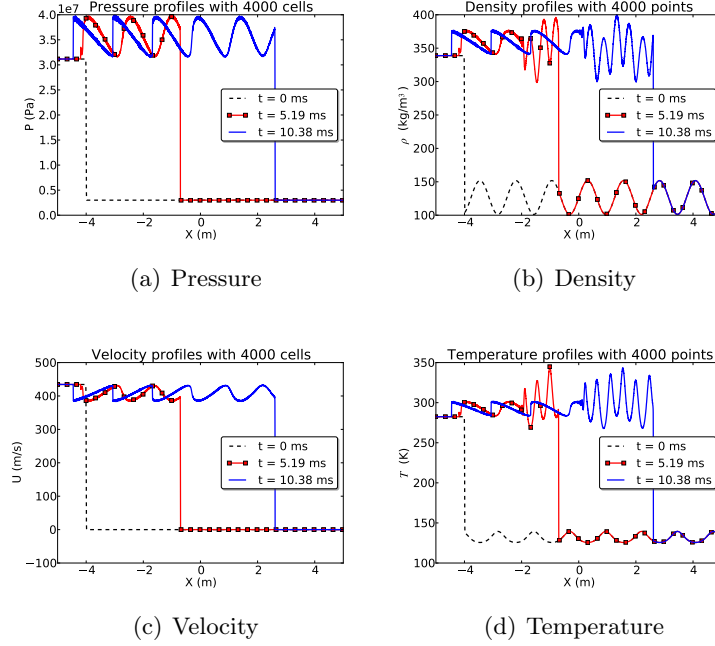 Pressure profiles with 4000 cells
1e7
4.0
3.5
3.0
2.5
2.0
1.5
1.0
0.5
0.0
P (Pa)
t = 0 ms
t = 5.19 ms
t = 10.38 ms
−4 −2 0 2 4
X (m)
(a) Pressure
Density profiles with 4000 points
400
350
300
250
200
150
100
ρ (kg/m³)
t = 0 ms
t = 5.19 ms
t = 10.38 ms
−4 −2 0 2 4
X (m)
(b) Density
Velocity profiles with 4000 cells
500
400
300
200
100
0
−100
U (m/s)
t = 0 ms
t = 5.19 ms
t = 10.38 ms
−4 −2 0 2 4
X (m)
(c) Velocity
Temperature profiles with 4000 points
350
300
250
200
150
100
T (K)
t = 0 ms
t = 5.19 ms
t = 10.38 ms
−4 −2 0 2 4
X (m)
(d) Temperature